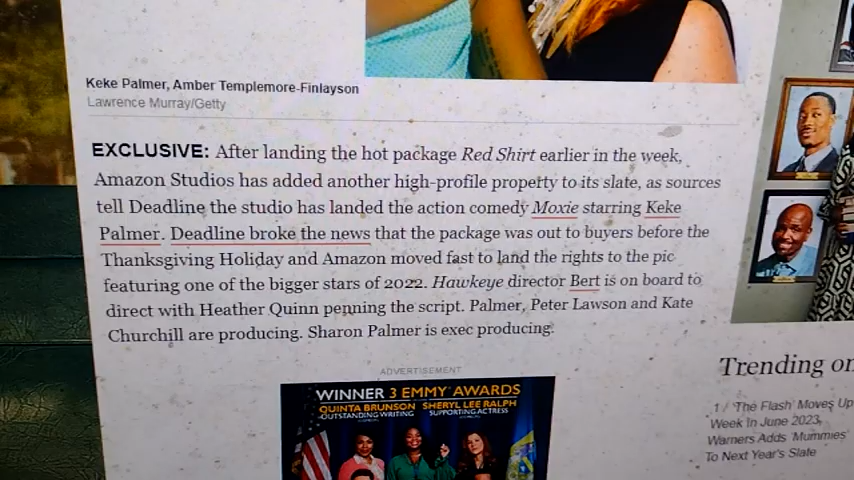 Keke Palmer, Amber Templemore-Finlayson
Lawrence Murray/Getty
EXCLUSIVE: After landing the hot package Red Shirt earlier in the week,
Amazon Studios has added another high-profile property to its slate, as sources
tell Deadline the studio has landed the action comedy Moxie starring Keke
Palmer. Deadline broke the news that the package was out to buyers before the
Thanksgiving Holiday and Amazon moved fast to land the rights to the pic
featuring one of the bigger stars of 2022. Hawkeye director Bert is on board to
direct with Heather Quinn penning the script. Palmer, Peter Lawson and Kate
Churchill are producing. Sharon Palmer is exec producing.
ADVERTISEMENT
WINNER 3 EMMY AWARDS
QUINTA BRUNSON SHERYL LEE RALPH
OUTSTANDING WRITING SUPPORTING ACTRESS
Trending on
1 / 'The Flash' Moves Up
Week In June 2023,
Warners Adds 'Mummies'
To Next Year's Slate